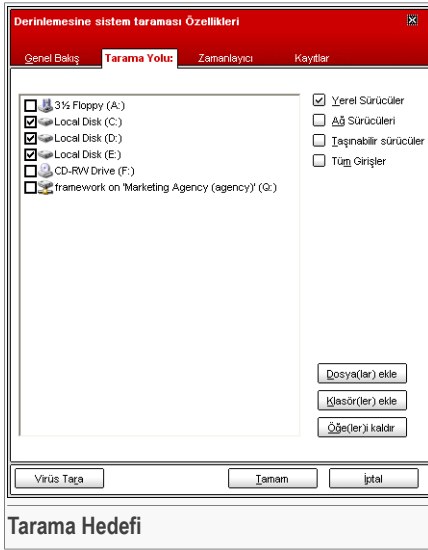 Derinlemesine sistem taraması Özellikleri
Genel Bakış Tarama Yolu: Zamanlayıcı Kayıtlar
3½ Floppy (A:)
Local Disk (C:)
Local Disk (D:)
Local Disk (E:)
CD-RW Drive (F:)
framework on 'Marketing Agency (agency)' (Q:)
Yerel Sürücüler
Ağ Sürücüleri
Taşınabilir sürücüler
Tüm Girişler
Dosya(lar) ekle
Klasör(ler) ekle
Öğe(ler)i kaldır
Virüs Tara Tamam İptal
Tarama Hedefi